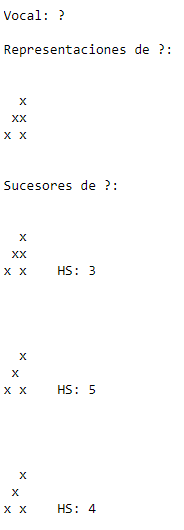 Vocal: ?
Representaciones de ?:
  x
 xx
x x
Sucesores de ?:
  x
 xx
x x    HS: 3
  x
 x
x x    HS: 5
  x
 x
x x    HS: 4